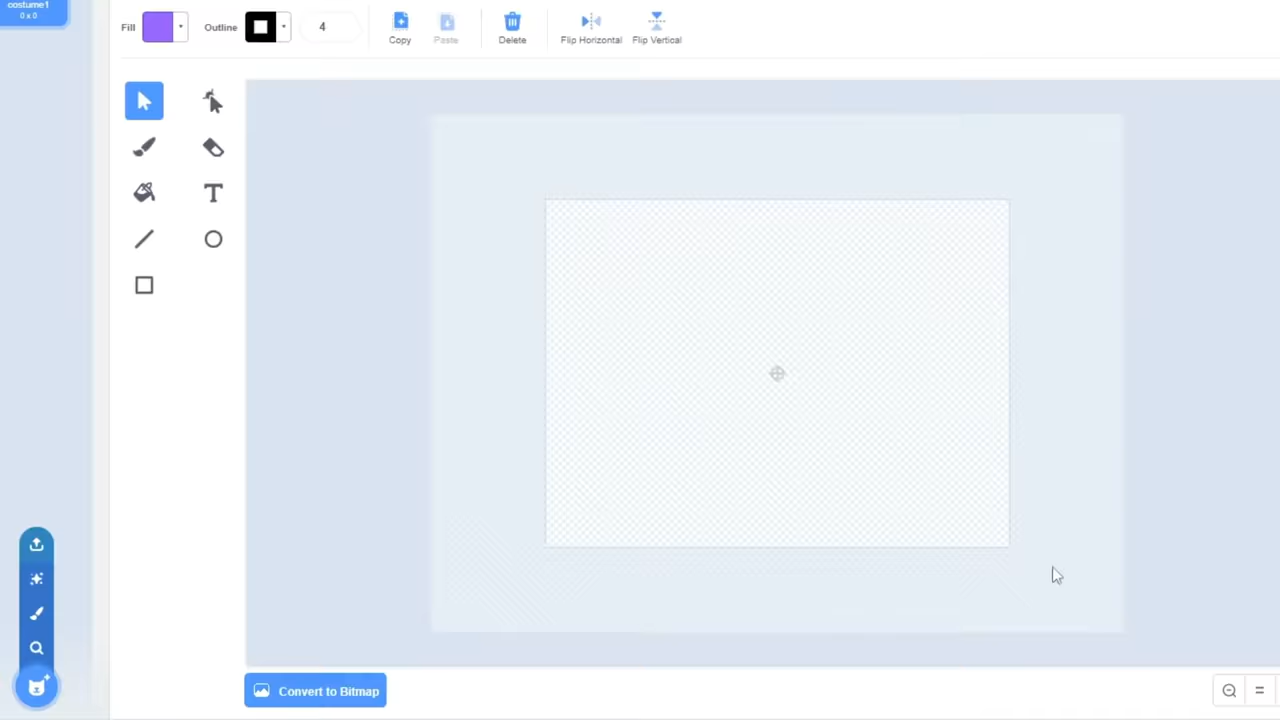 costume1
0 x 0
Fill
Outline
4
Copy
Paste
Delete
Flip Horizontal
Flip Vertical
T
Convert to Bitmap